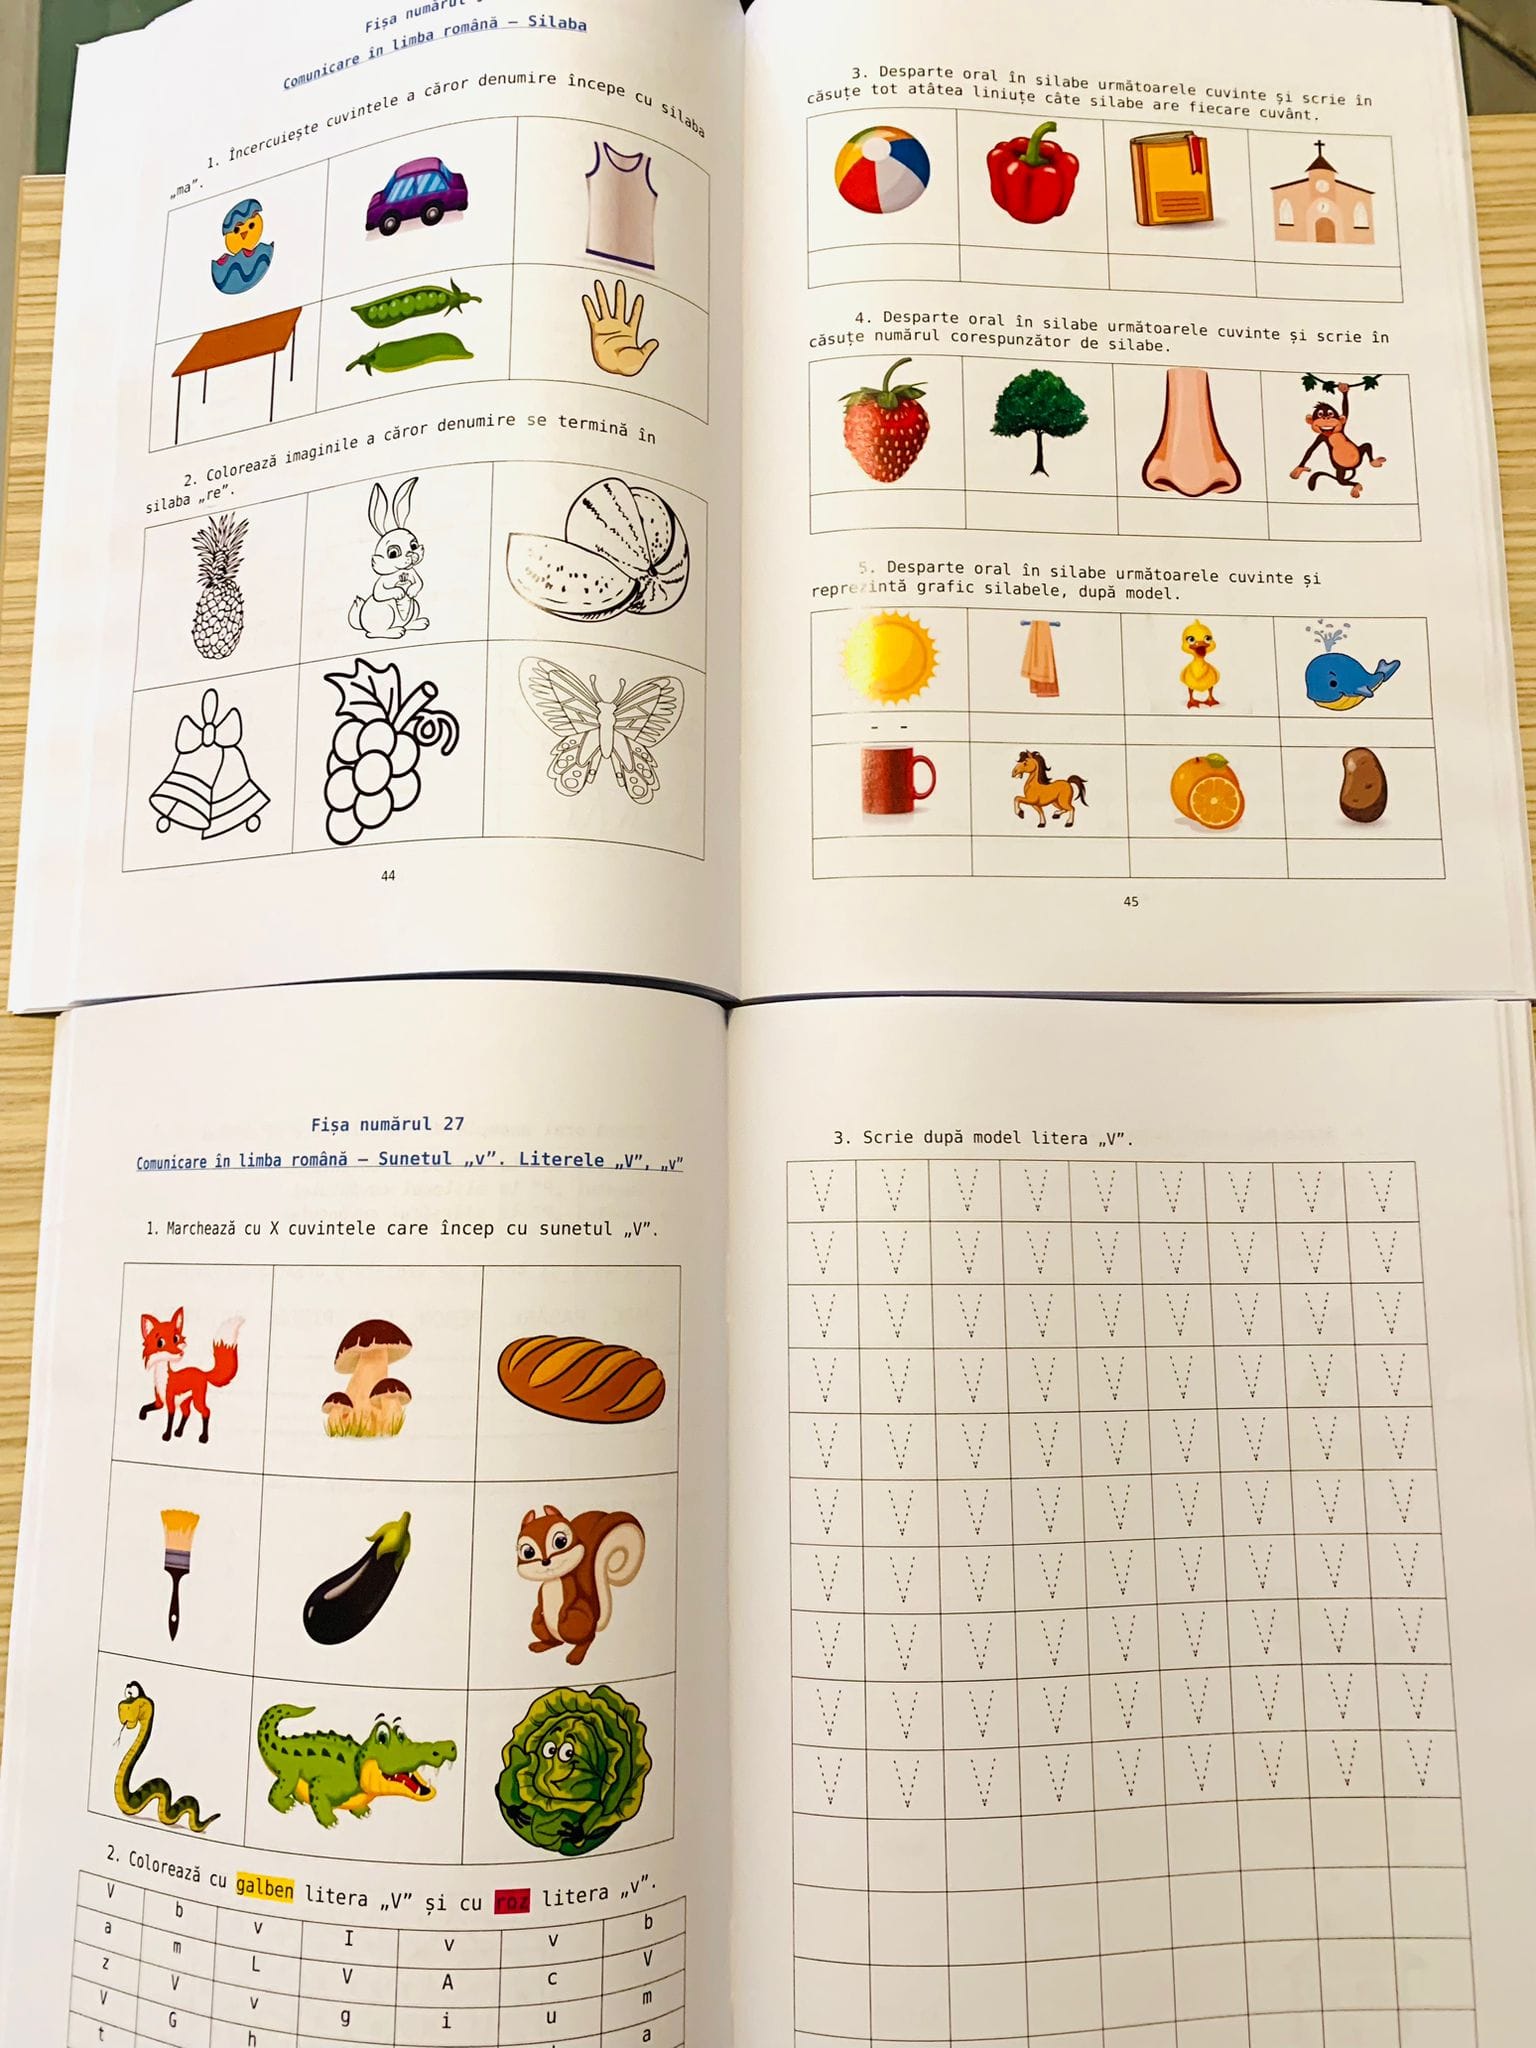 Fișa numărul
Comunicare în limba română – Silaba
1. Încercuiește cuvintele a căror denumire începe cu silaba
„ma”.
2. Colorează imaginile a căror denumire se termină în
silaba „re”.
44
3. Desparte oral în silabe următoarele cuvinte și scrie în
căsuțe tot atâtea liniuțe câte silabe are fiecare cuvânt.
4. Desparte oral în silabe următoarele cuvinte și scrie în
căsuțe numărul corespunzător de silabe.
5. Desparte oral în silabe următoarele cuvinte și
reprezintă grafic silabele, după model.
- -
45
Fișa numărul 27
Comunicare în limba română – Sunetul „v”. Literele „V”, „v”
1. Marchează cu X cuvintele care încep cu sunetul „V”.
2. Colorează cu galben litera „V” și cu roz litera „v”.
V b v I v v b
a m L V A c V
z V v g i u m
V G h a
t
3. Scrie după model litera „V”.
V V V V V V V V V
V V V V V V V V V
V V V V V V V V V
V V V V V V V V V
V V V V V V V V V
V V V V V V V V V
V V V V V V V V V
V V V V V V V V V
V V V V V V V V V
V V V V V V V V V